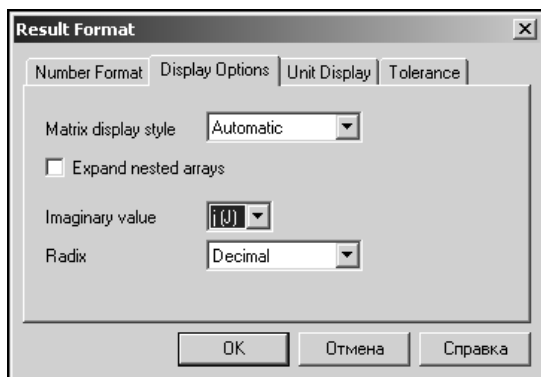 Result Format
Number Format Display Options Unit Display Tolerance
Matrix display style Automatic
Expand nested arrays
Imaginary value j(J)
Radix Decimal
OK Отмена Справка